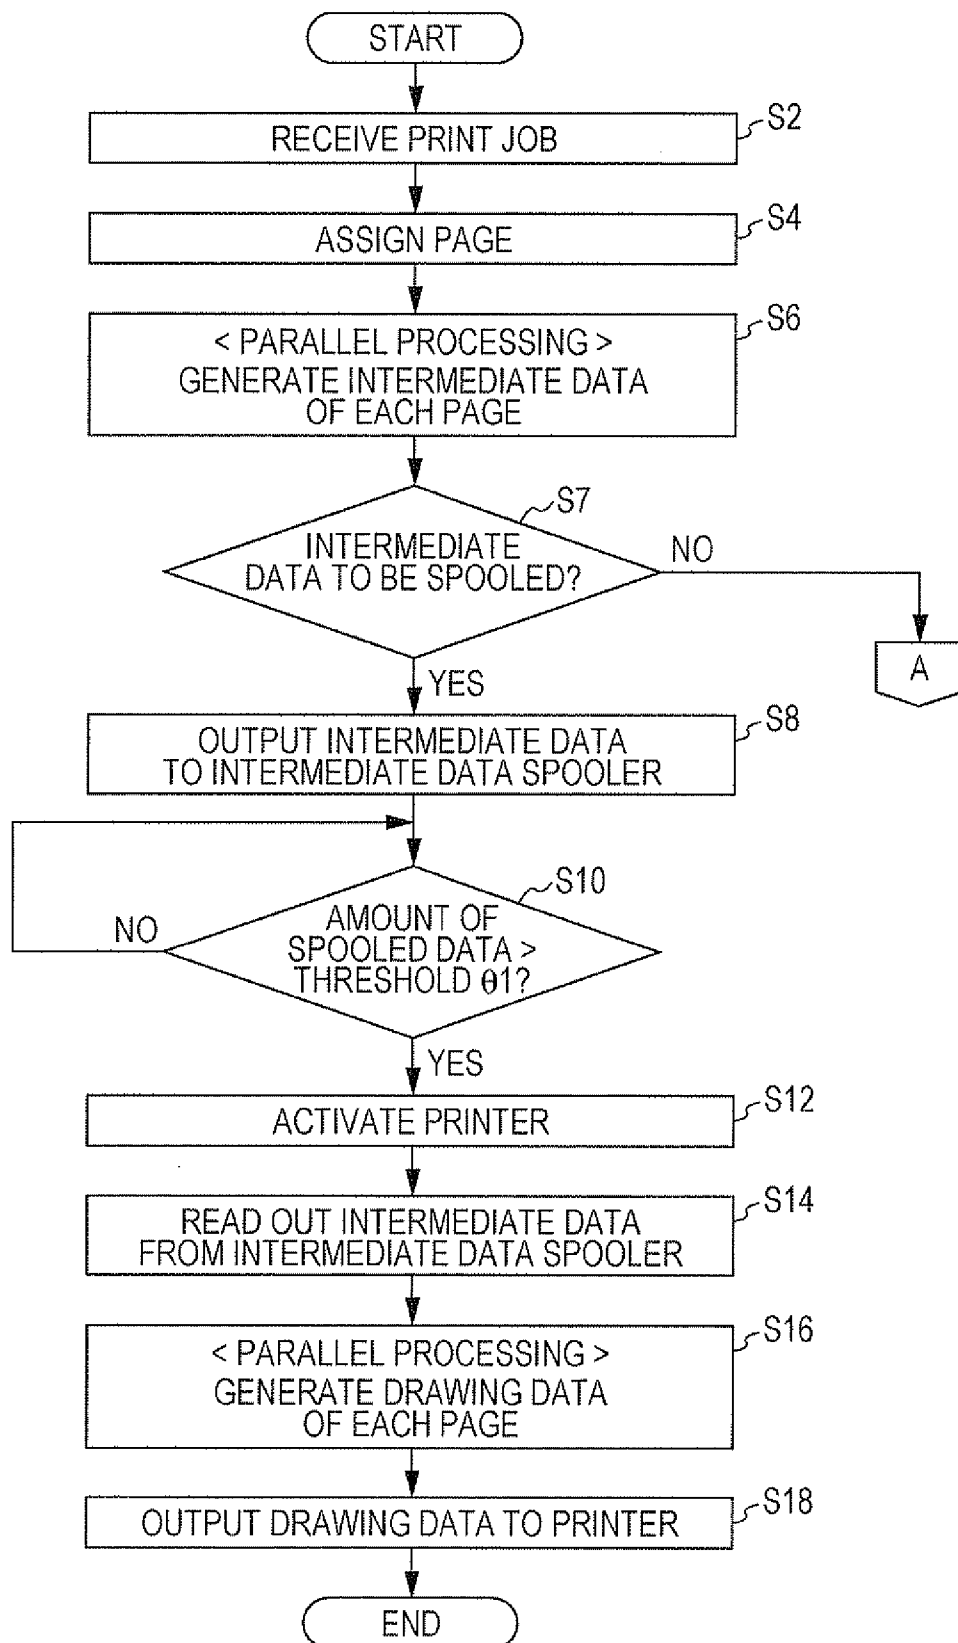 START
S2
RECEIVE PRINT JOB
S4
ASSIGN PAGE
S6
< PARALLEL PROCESSING >
GENERATE INTERMEDIATE DATA
OF EACH PAGE
S7
INTERMEDIATE
DATA TO BE SPOOLED?
NO
A
YES
S8
OUTPUT INTERMEDIATE DATA
TO INTERMEDIATE DATA SPOOLER
S10
AMOUNT OF
SPOOLED DATA >
THRESHOLD θ1?
NO
YES
S12
ACTIVATE PRINTER
S14
READ OUT INTERMEDIATE DATA
FROM INTERMEDIATE DATA SPOOLER
S16
< PARALLEL PROCESSING >
GENERATE DRAWING DATA
OF EACH PAGE
S18
OUTPUT DRAWING DATA TO PRINTER
END